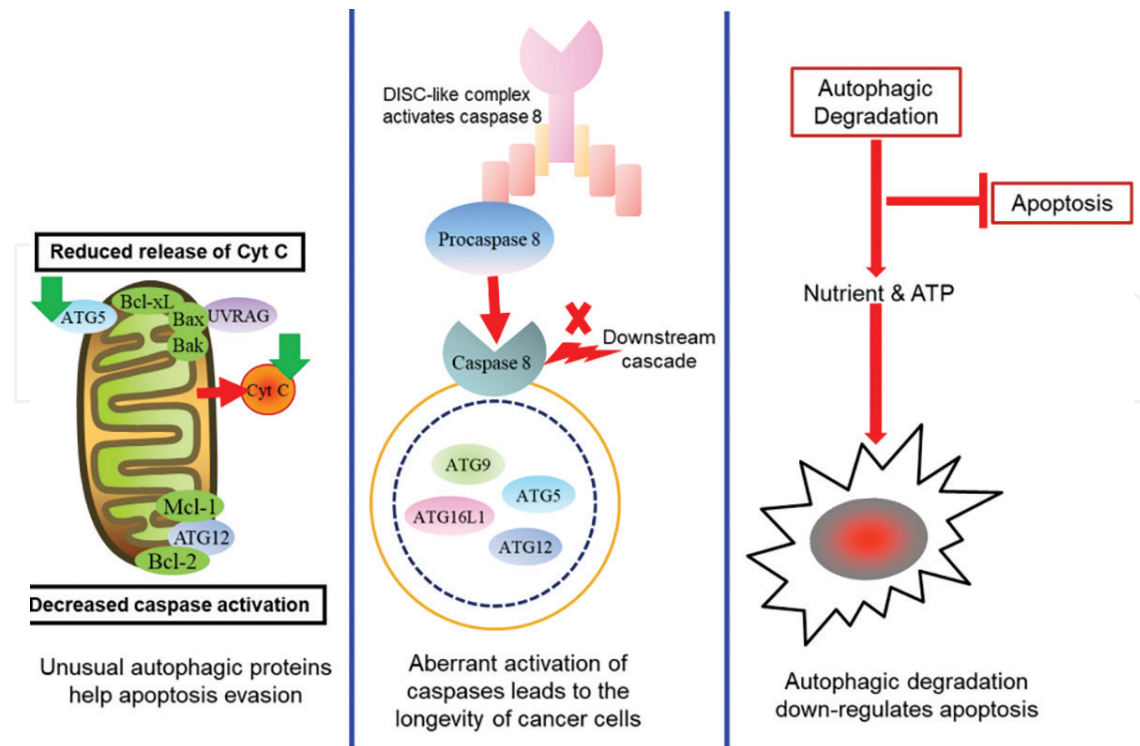 Reduced release of Cyt C
Bcl-xL
ATG5
Bax
UVRAG
Bak
Cyt C
Mcl-1
ATG12
Bcl-2
Decreased caspase activation
Unusual autophagic proteins
help apoptosis evasion
DISC-like complex
activates caspase 8
Procaspase 8
Downstream
cascade
Caspase 8
ATG9
ATG5
ATG16L1
ATG12
Aberrant activation of
caspases leads to the
longevity of cancer cells
Autophagic
Degradation
Apoptosis
Nutrient & ATP
Autophagic degradation
down-regulates apoptosis